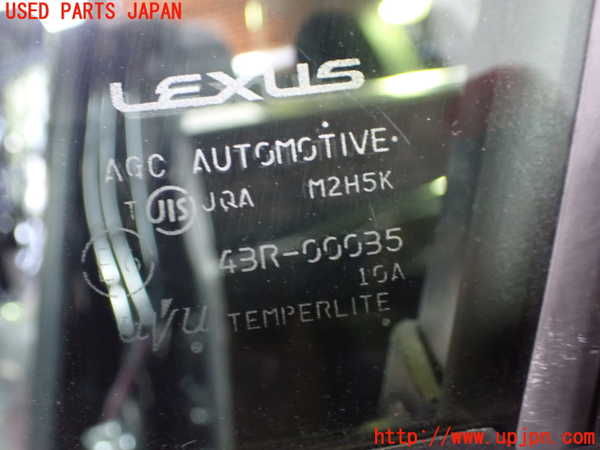 USED PARTS JAPAN
LEXUS
AGC AUTOMOTIVE
T JIS JQA M2H5K
43R-00035
10A
TEMPERLITE
http://www.upjpn.com